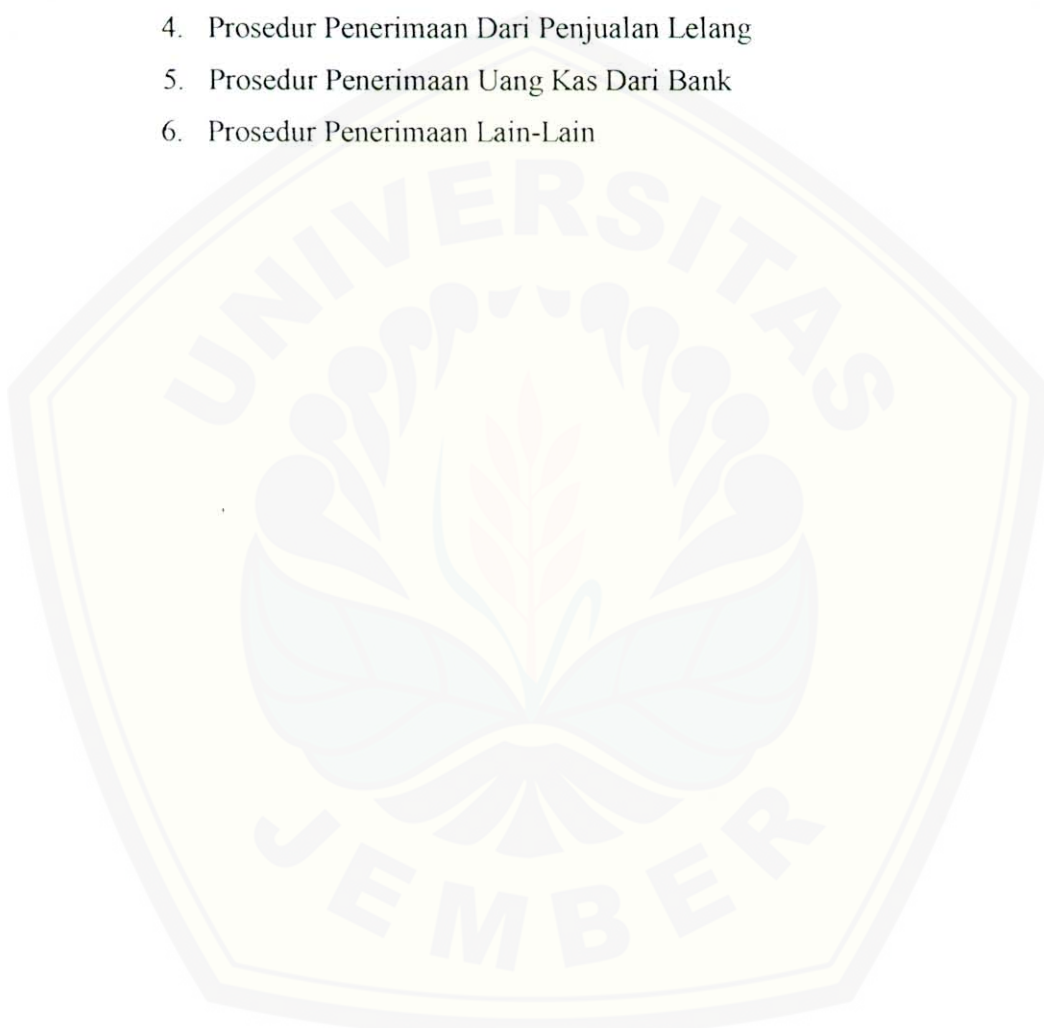 4. Prosedur Penerimaan Dari Penjualan Lelang
5. Prosedur Penerimaan Uang Kas Dari Bank
6. Prosedur Penerimaan Lain-Lain
UNIVERSITAS
JEMBER